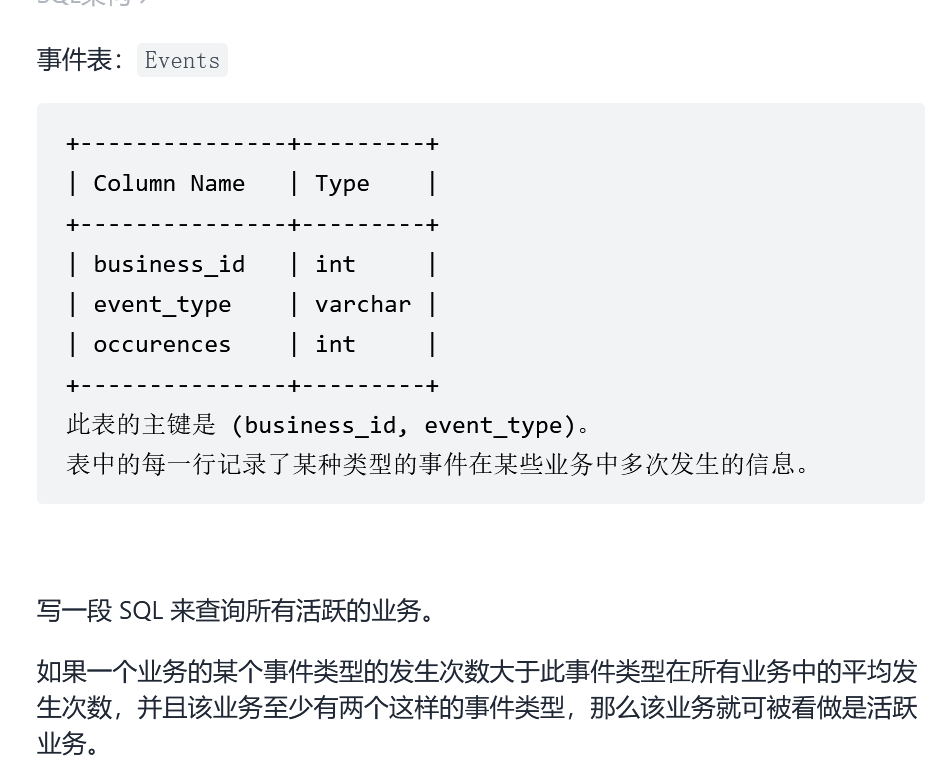 事件表： Events
+---------------+---------+
| Column Name   | Type    |
+---------------+---------+
| business_id   | int     |
| event_type    | varchar |
| occurences    | int     |
+---------------+---------+
此表的主键是 (business_id, event_type)。
表中的每一行记录了某种类型的事件在某些业务中多次发生的信息。
写一段 SQL 来查询所有活跃的业务。
如果一个业务的某个事件类型的发生次数大于此事件类型在所有业务中的平均发
生次数，并且该业务至少有两个这样的事件类型，那么该业务就可被看做是活跃
业务。